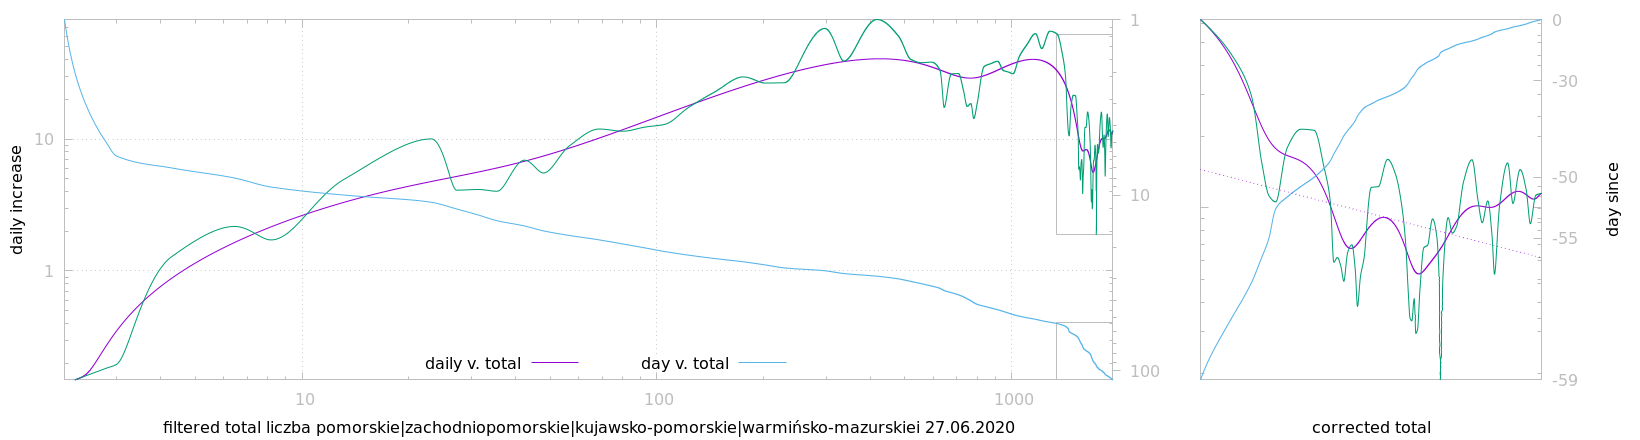 daily increase
10
1
daily v. total
day v. total
10
100
1000
1
10
100
filtered total liczba pomorskie|zachodniopomorskie|kujawsko-pomorskie|warmińsko-mazurskiei 27.06.2020
0
-30
-50
-55
-59
day since
corrected total